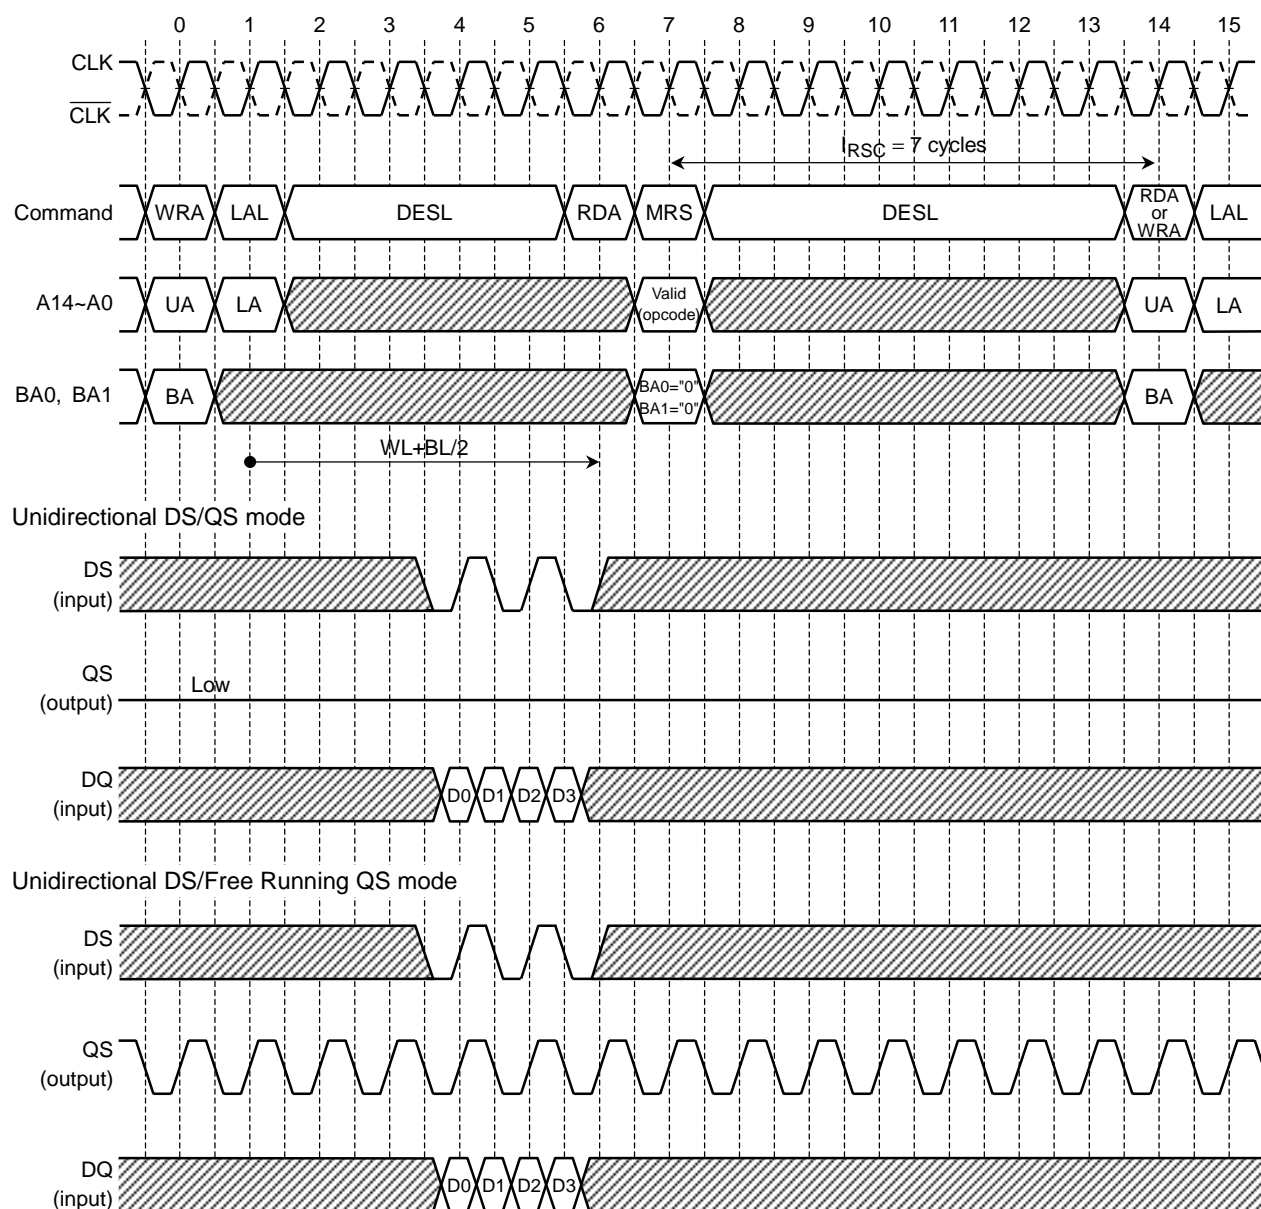 0 1 2 3 4 5 6 7 8 9 10 11 12 13 14 15
CLK
CLK
IRSC = 7 cycles
Command WRA LAL DESL RDA MRS DESL RDA or WRA LAL
A14~A0 UA LA Valid (opcode) UA LA
BA0, BA1 BA BA0="0" BA1="0" BA
WL+BL/2
Unidirectional DS/QS mode
DS
(input)
QS
Low
(output)
DQ
D0 D1 D2 D3
(input)
Unidirectional DS/Free Running QS mode
DS
(input)
QS
(output)
DQ
D0 D1 D2 D3
(input)